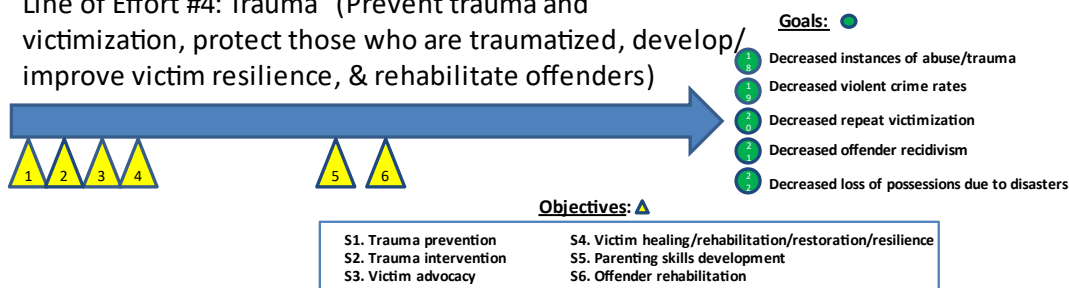 Line of Effort #4: Trauma (Prevent trauma and
victimization, protect those who are traumatized, develop/
improve victim resilience, & rehabilitate offenders)
Goals:
18 Decreased instances of abuse/trauma
19 Decreased violent crime rates
20 Decreased repeat victimization
21 Decreased offender recidivism
22 Decreased loss of possessions due to disasters
1 2 3 4 5 6
Objectives:
S1. Trauma prevention
S2. Trauma intervention
S3. Victim advocacy
S4. Victim healing/rehabilitation/restoration/resilience
S5. Parenting skills development
S6. Offender rehabilitation